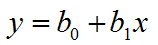 y = b₀ + b₁x